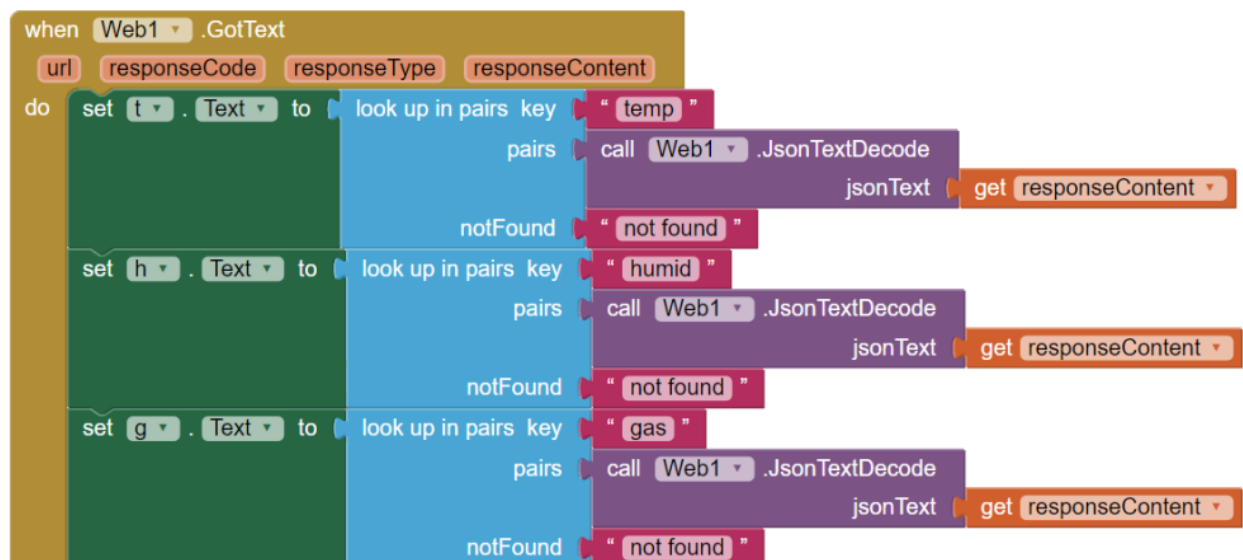 when Web1 .GotText
url responseCode responseType responseContent
do set t . Text to look up in pairs key “ temp ”
pairs call Web1 .JsonTextDecode
jsonText get responseContent
notFound “ not found ”
set h . Text to look up in pairs key “ humid ”
pairs call Web1 .JsonTextDecode
jsonText get responseContent
notFound “ not found ”
set g . Text to look up in pairs key “ gas ”
pairs call Web1 .JsonTextDecode
jsonText get responseContent
notFound “ not found ”